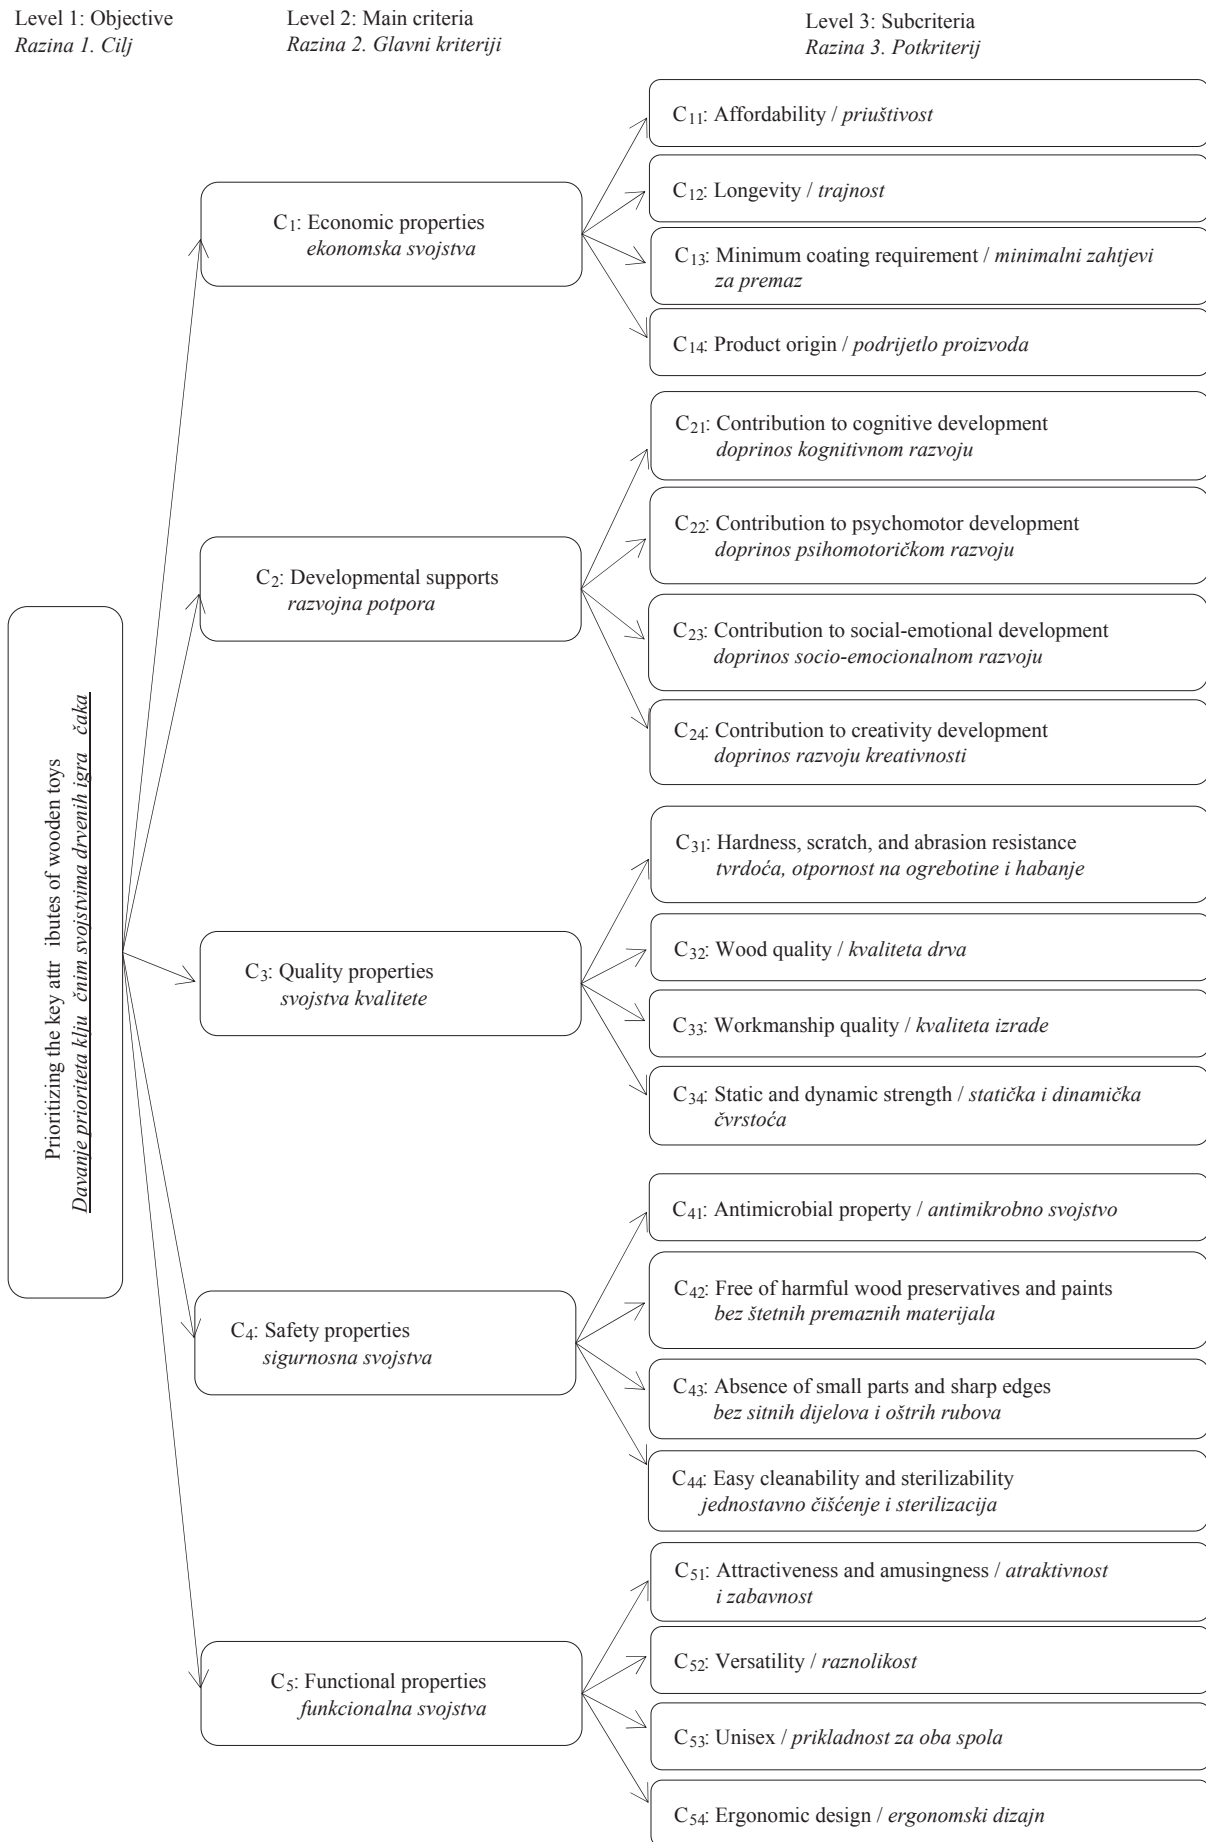 Level 1: Objective
Razina 1. Cilj
Level 2: Main criteria
Razina 2. Glavni kriteriji
Level 3: Subcriteria
Razina 3. Potkriterij
Prioritizing the key attr ibutes of wooden toys
Davanje prioriteta klju čnim svojstvima drvenih igra čaka
C1: Economic properties
ekonomska svojstva
C11: Affordability / priuštivost
C12: Longevity / trajnost
C13: Minimum coating requirement / minimalni zahtjevi
za premaz
C14: Product origin / podrijetlo proizvoda
C2: Developmental supports
razvojna potpora
C21: Contribution to cognitive development
doprinos kognitivnom razvoju
C22: Contribution to psychomotor development
doprinos psihomotoričkom razvoju
C23: Contribution to social-emotional development
doprinos socio-emocionalnom razvoju
C24: Contribution to creativity development
doprinos razvoju kreativnosti
C3: Quality properties
svojstva kvalitete
C31: Hardness, scratch, and abrasion resistance
tvrdoća, otpornost na ogrebotine i habanje
C32: Wood quality / kvaliteta drva
C33: Workmanship quality / kvaliteta izrade
C34: Static and dynamic strength / statička i dinamička
čvrstoća
C4: Safety properties
sigurnosna svojstva
C41: Antimicrobial property / antimikrobno svojstvo
C42: Free of harmful wood preservatives and paints
bez štetnih premaznih materijala
C43: Absence of small parts and sharp edges
bez sitnih dijelova i oštrih rubova
C44: Easy cleanability and sterilizability
jednostavno čišćenje i sterilizacija
C5: Functional properties
funkcionalna svojstva
C51: Attractiveness and amusingness / atraktivnost
i zabavnost
C52: Versatility / raznolikost
C53: Unisex / prikladnost za oba spola
C54: Ergonomic design / ergonomski dizajn